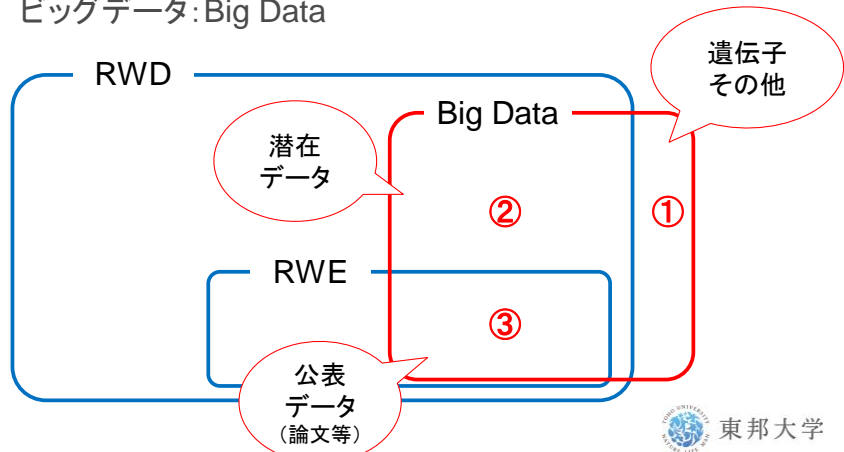 ビッグデータ:Big Data
RWD
遺伝子
その他
Big Data
潜在
データ
②
①
RWE
③
公表
データ
(論文等)
東邦大学